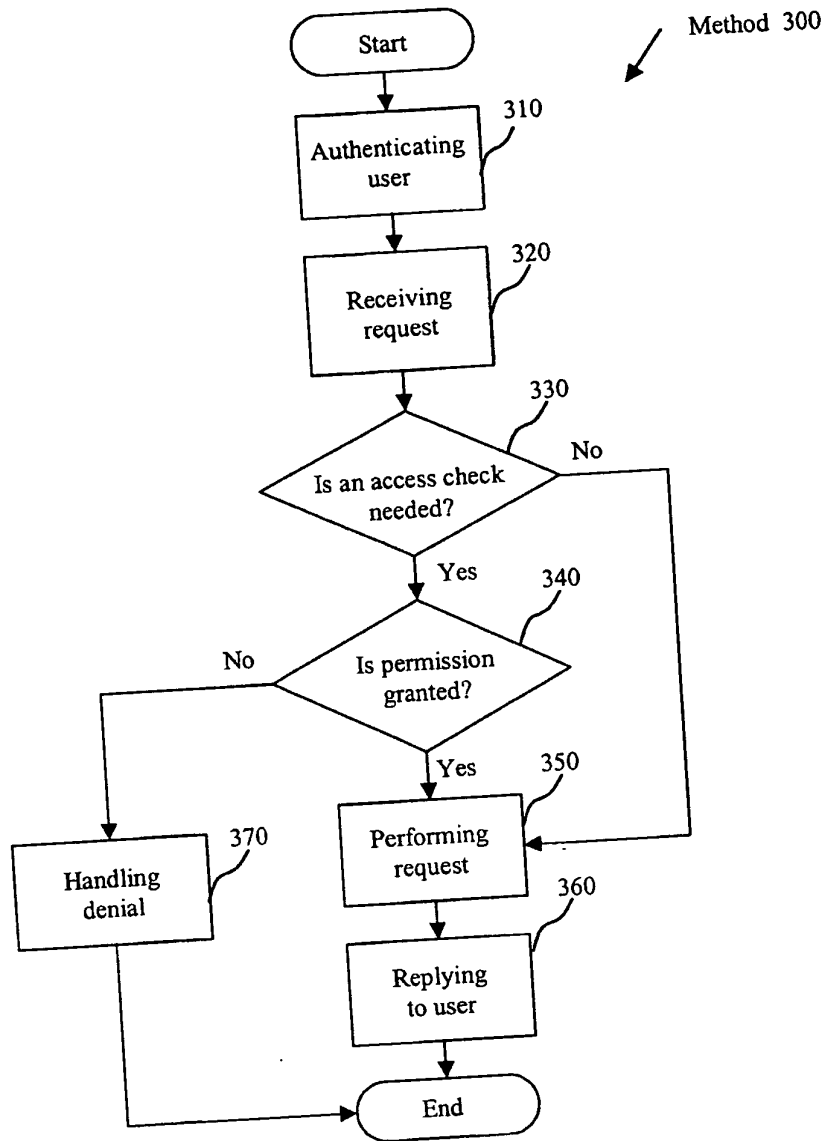 Start
Method 300
310
Authenticating
user
320
Receiving
request
330
No
Is an access check
needed?
Yes
340
No
Is permission
granted?
Yes
350
Performing
request
370
Handling
denial
360
Replying
to user
End